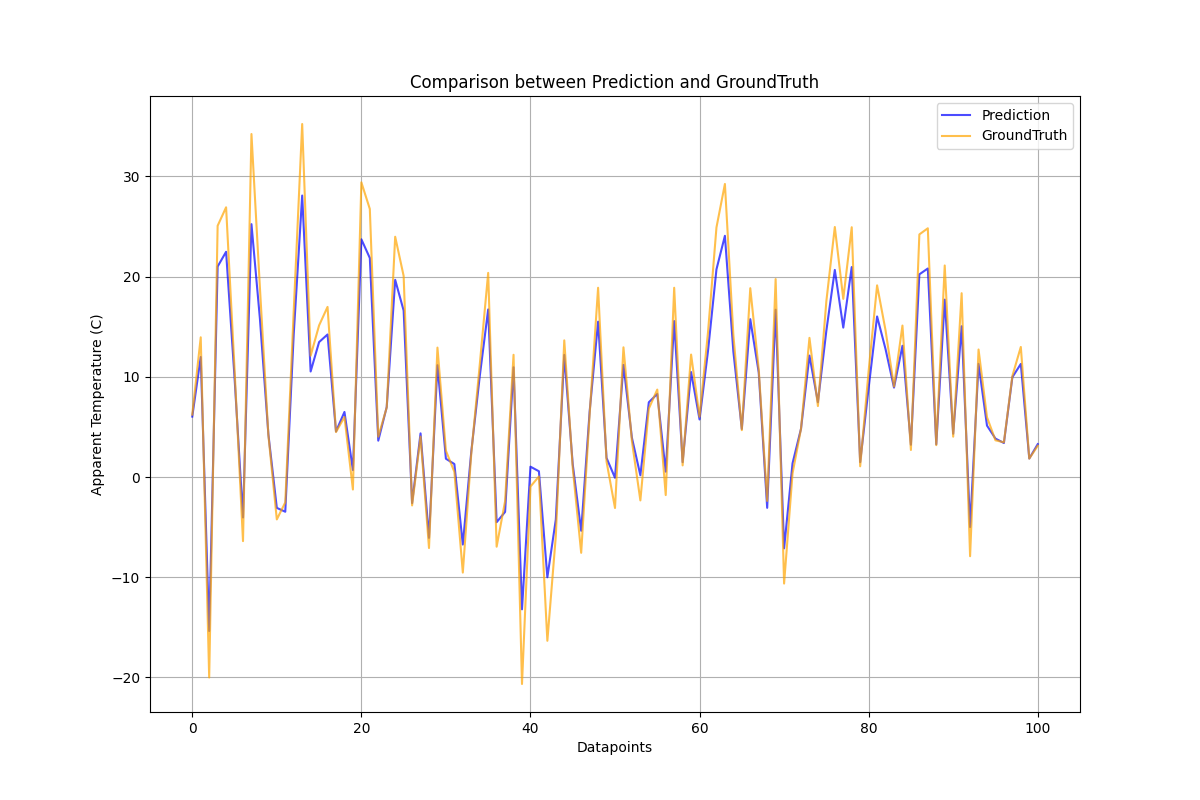 Comparison between Prediction and GroundTruth
Prediction
GroundTruth
30
20
10
0
−10
−20
Apparent Temperature (C)
0 20 40 60 80 100
Datapoints